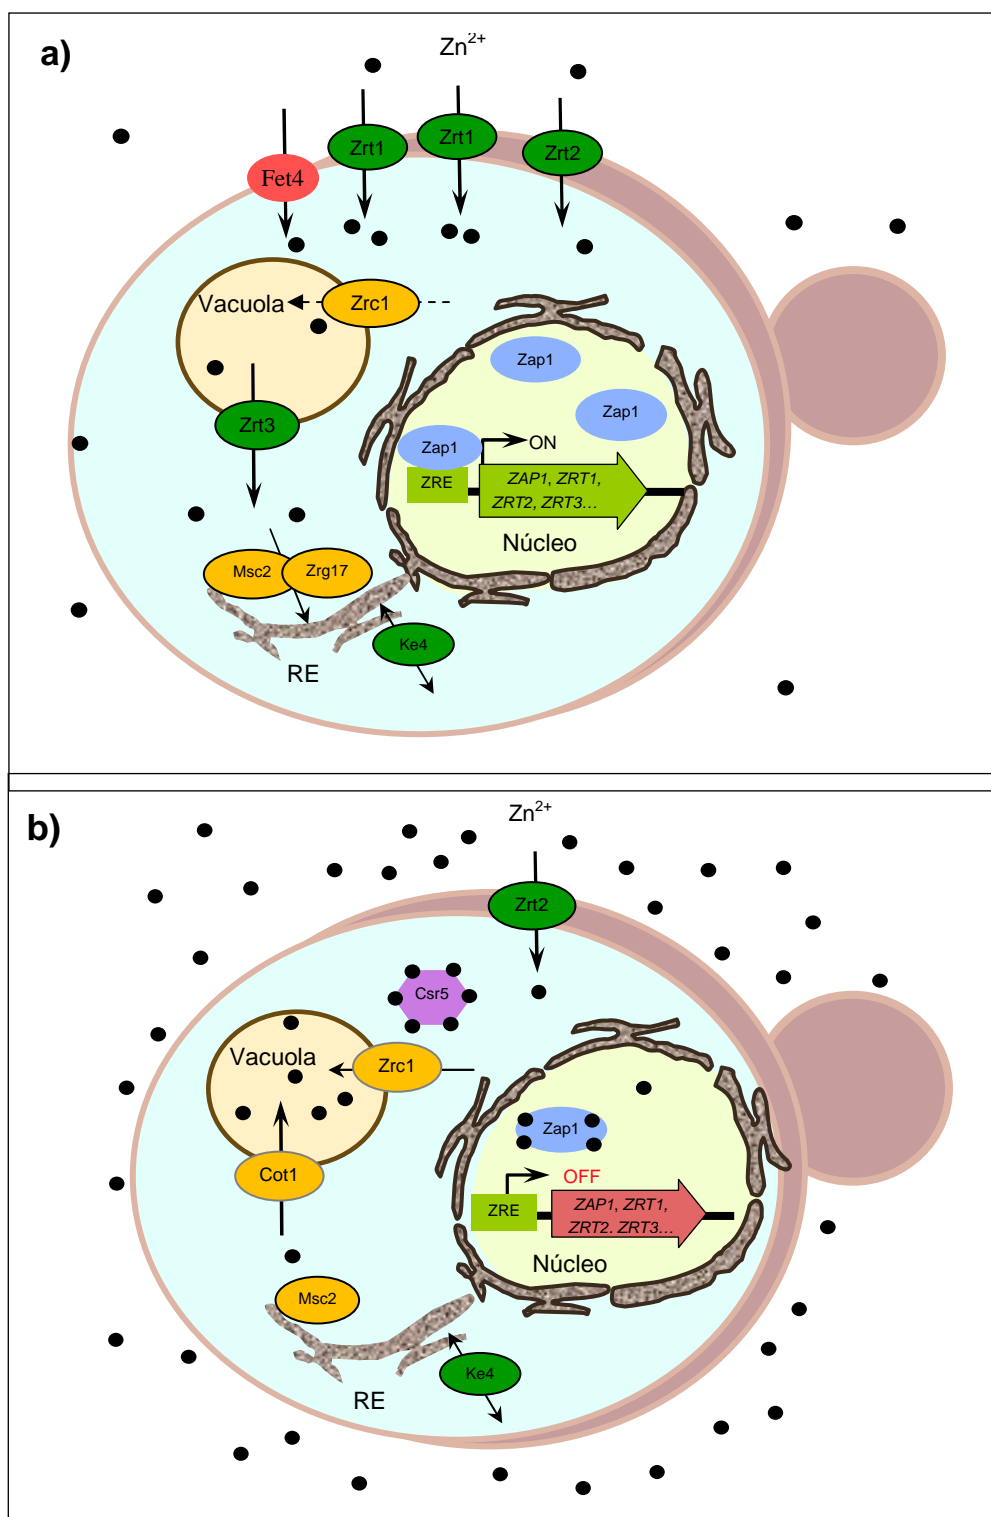 a)
Zn2+
Zrt1
Zrt1
Zrt2
Fet4
Vacuola
Zrc1
Zap1
Zap1
Zrt3
Zap1
ON
ZRE
ZAP1, ZRT1,
ZRT2, ZRT3...
Núcleo
Msc2
Zrg17
Ke4
RE
b)
Zn2+
Zrt2
Csr5
Vacuola
Zrc1
Zap1
Cot1
OFF
ZRE
ZAP1, ZRT1,
ZRT2. ZRT3...
Núcleo
Msc2
Ke4
RE